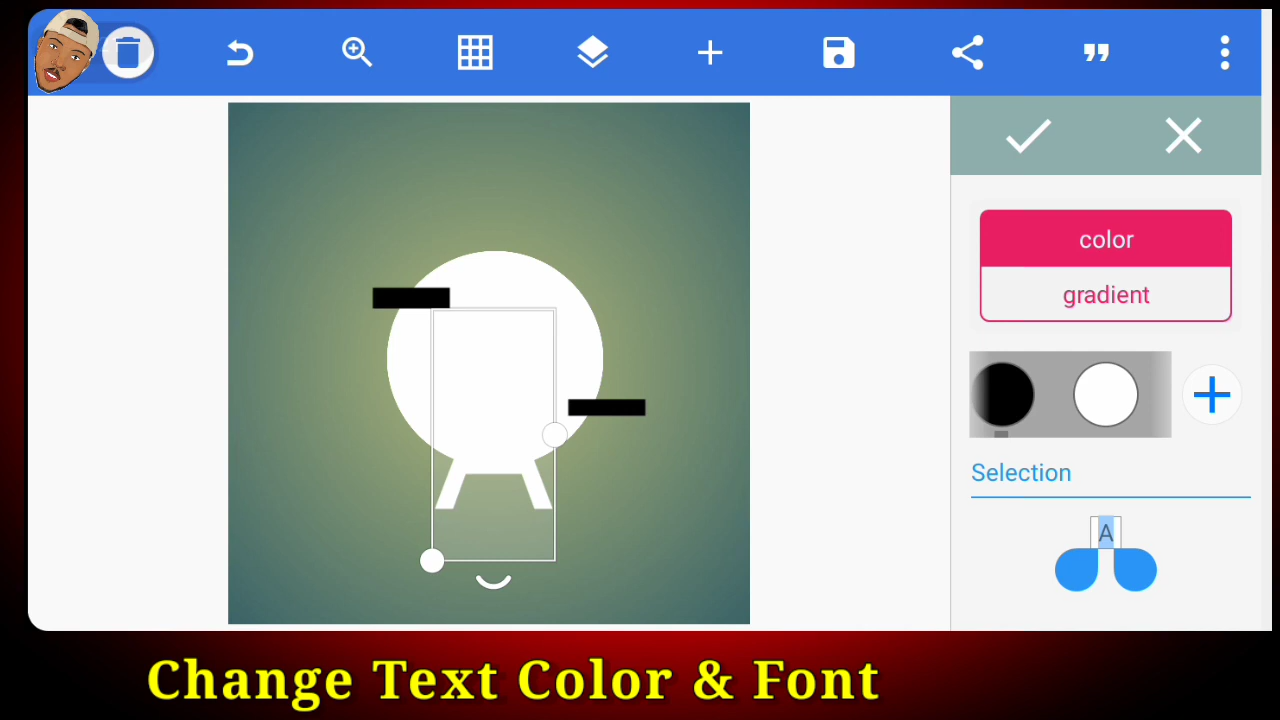 color
gradient
Selection
A
Change Text Color & Font